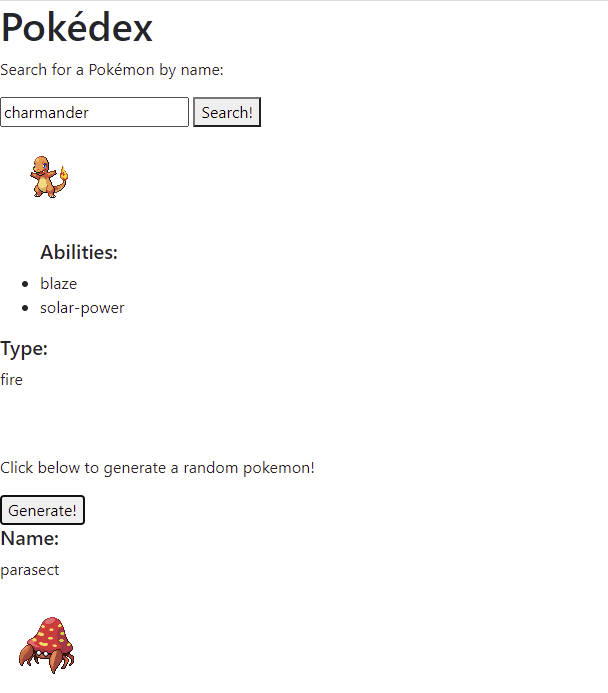 Pokédex
Search for a Pokémon by name:
charmander Search!
Abilities:
blaze
solar-power
Type:
fire
Click below to generate a random pokemon!
Generate!
Name:
parasect